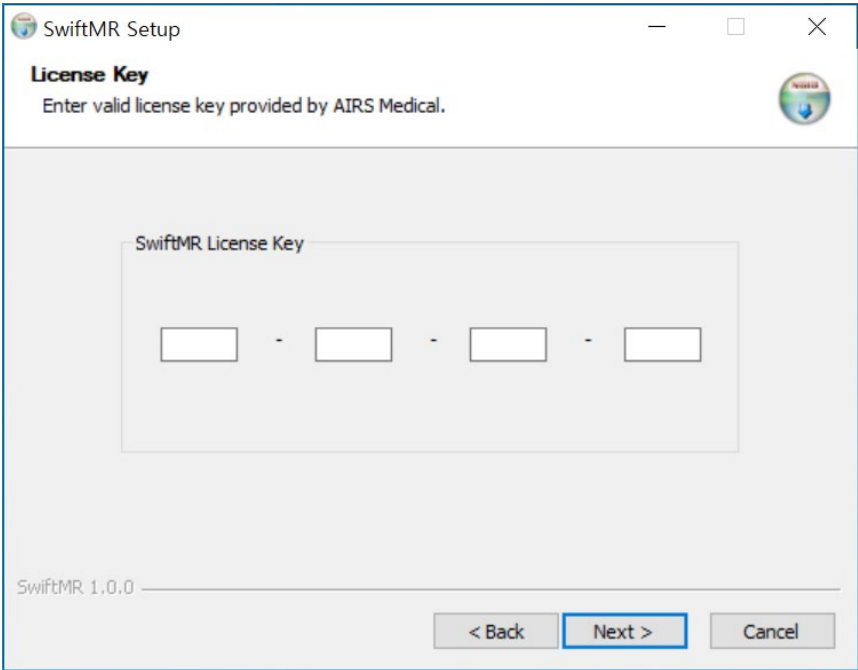 SwiftMR Setup
License Key
Enter valid license key provided by AIRS Medical.
SwiftMR License Key
- - -
SwiftMR 1.0.0
< Back Next > Cancel